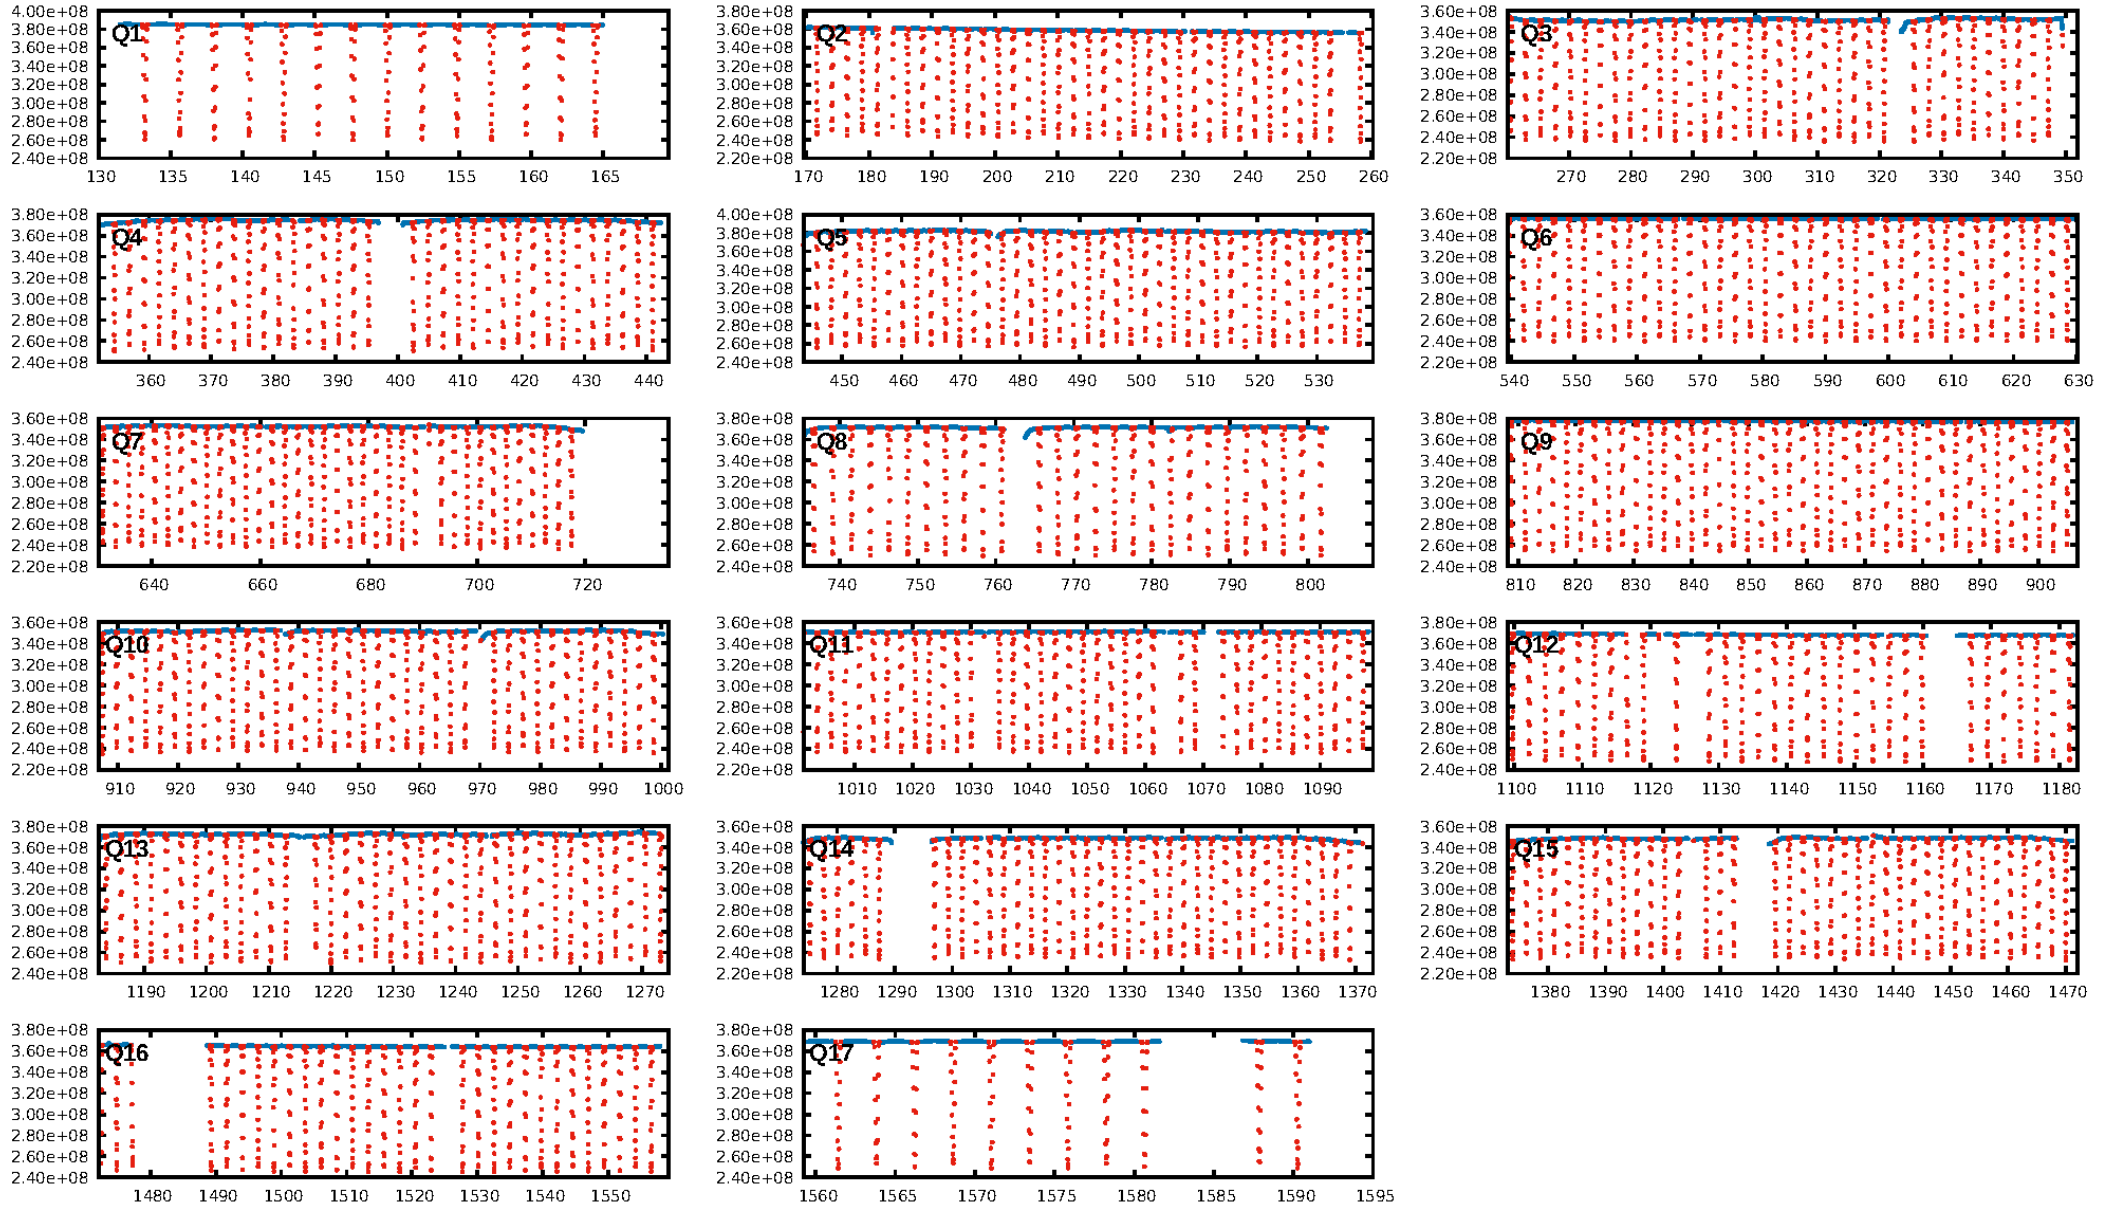 Q1
4.00e+08
3.80e+08
3.60e+08
3.40e+08
3.20e+08
3.00e+08
2.80e+08
2.60e+08
2.40e+08
130 135 140 145 150 155 160 165
Q2
3.80e+08
3.60e+08
3.40e+08
3.20e+08
3.00e+08
2.80e+08
2.60e+08
2.40e+08
2.20e+08
170 180 190 200 210 220 230 240 250 260
Q3
3.60e+08
3.40e+08
3.20e+08
3.00e+08
2.80e+08
2.60e+08
2.40e+08
2.20e+08
270 280 290 300 310 320 330 340 350
Q4
3.80e+08
3.60e+08
3.40e+08
3.20e+08
3.00e+08
2.80e+08
2.60e+08
2.40e+08
360 370 380 390 400 410 420 430 440
Q5
4.00e+08
3.80e+08
3.60e+08
3.40e+08
3.20e+08
3.00e+08
2.80e+08
2.60e+08
2.40e+08
450 460 470 480 490 500 510 520 530
Q6
3.60e+08
3.40e+08
3.20e+08
3.00e+08
2.80e+08
2.60e+08
2.40e+08
2.20e+08
540 550 560 570 580 590 600 610 620 630
Q7
3.60e+08
3.40e+08
3.20e+08
3.00e+08
2.80e+08
2.60e+08
2.40e+08
2.20e+08
640 660 680 700 720
Q8
3.80e+08
3.60e+08
3.40e+08
3.20e+08
3.00e+08
2.80e+08
2.60e+08
2.40e+08
740 750 760 770 780 790 800
Q9
3.80e+08
3.60e+08
3.40e+08
3.20e+08
3.00e+08
2.80e+08
2.60e+08
2.40e+08
810 820 830 840 850 860 870 880 890 900
Q10
3.60e+08
3.40e+08
3.20e+08
3.00e+08
2.80e+08
2.60e+08
2.40e+08
2.20e+08
910 920 930 940 950 960 970 980 990 1000
Q11
3.60e+08
3.40e+08
3.20e+08
3.00e+08
2.80e+08
2.60e+08
2.40e+08
2.20e+08
1010 1020 1030 1040 1050 1060 1070 1080 1090
Q12
3.80e+08
3.60e+08
3.40e+08
3.20e+08
3.00e+08
2.80e+08
2.60e+08
2.40e+08
1100 1110 1120 1130 1140 1150 1160 1170 1180
Q13
3.80e+08
3.60e+08
3.40e+08
3.20e+08
3.00e+08
2.80e+08
2.60e+08
2.40e+08
1190 1200 1210 1220 1230 1240 1250 1260 1270
Q14
3.60e+08
3.40e+08
3.20e+08
3.00e+08
2.80e+08
2.60e+08
2.40e+08
2.20e+08
1280 1290 1300 1310 1320 1330 1340 1350 1360 1370
Q15
3.60e+08
3.40e+08
3.20e+08
3.00e+08
2.80e+08
2.60e+08
2.40e+08
2.20e+08
1380 1390 1400 1410 1420 1430 1440 1450 1460 1470
Q16
3.80e+08
3.60e+08
3.40e+08
3.20e+08
3.00e+08
2.80e+08
2.60e+08
2.40e+08
1480 1490 1500 1510 1520 1530 1540 1550
Q17
3.80e+08
3.60e+08
3.40e+08
3.20e+08
3.00e+08
2.80e+08
2.60e+08
2.40e+08
1560 1565 1570 1575 1580 1585 1590 1595